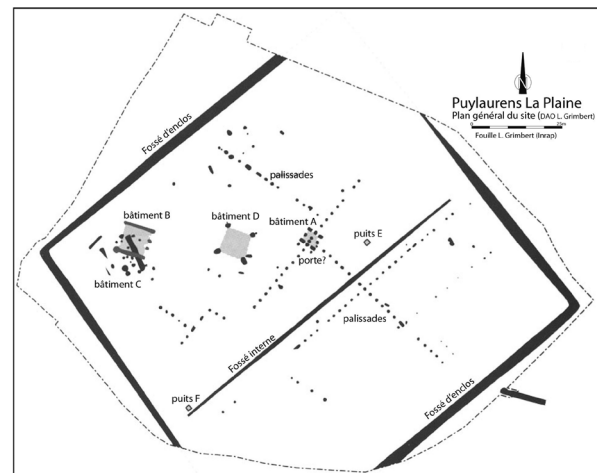 N
Puylaurens La Plaine
Plan général du site (DAO L. Grimbert)
25m
Fouille L. Grimbert (Inrap)
Fossé d'enclos
palissades
bâtiment B
bâtiment D
bâtiment A
puits E
porte?
bâtiment C
palissades
Fossé interne
puits F
Fossé d'enclos